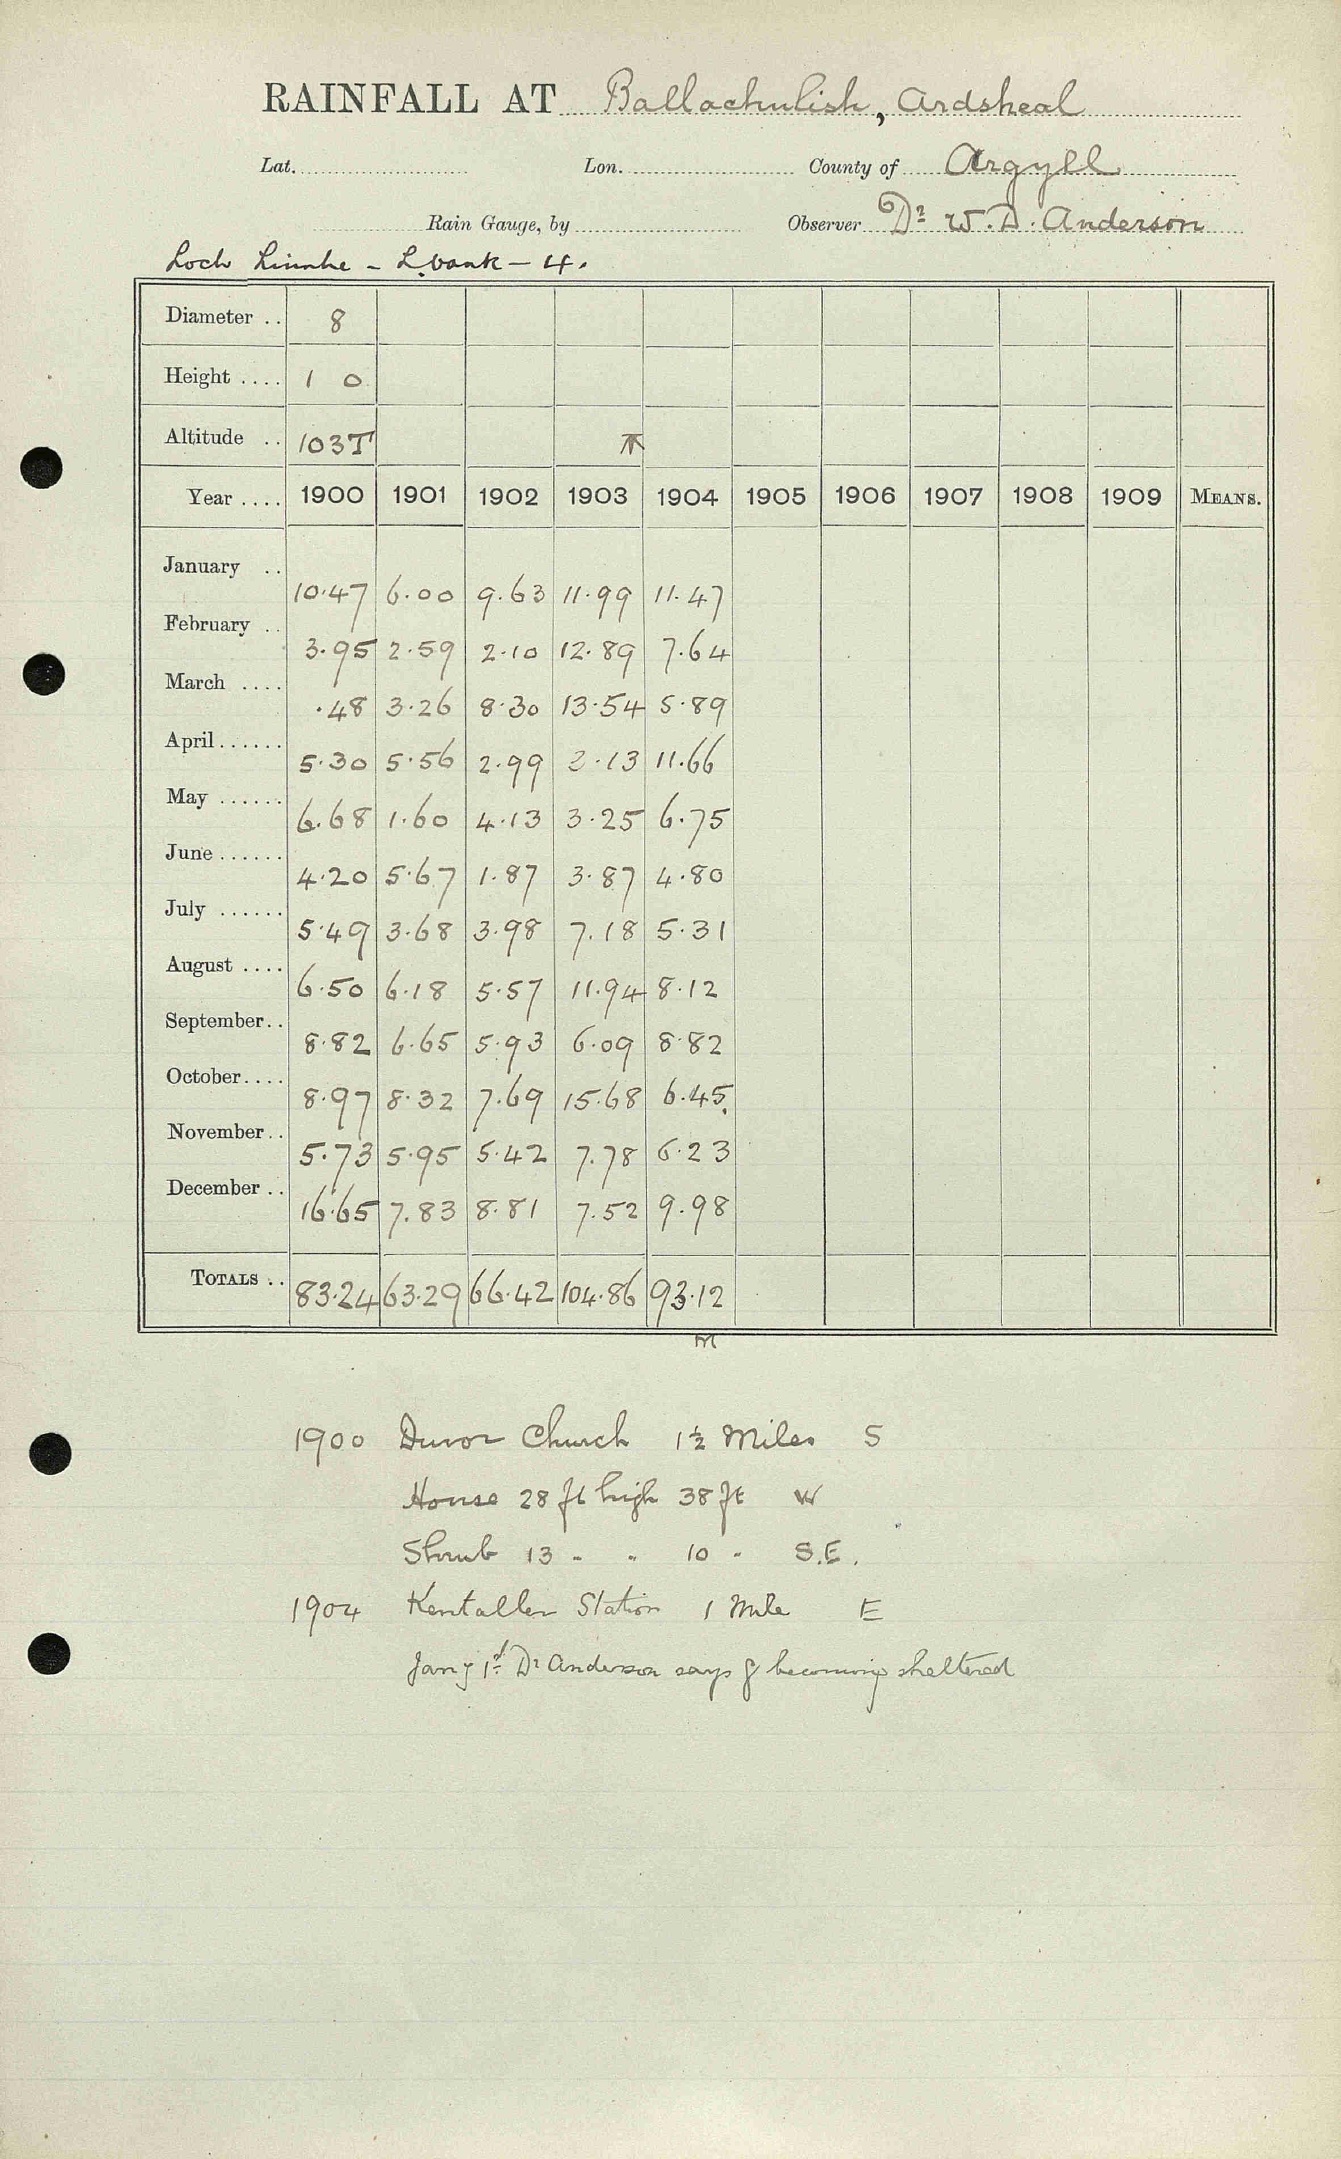 RAINFALL AT Ballachulish, Ardsheal
Lat. Lon. County of Argyll
Rain Gauge, by Observer Dr W. D. Anderson
Loch Linnhe - L. bank - 4.
Diameter .. 8
Height .... 1 0
Altitude .. 103T
Year .... 1900 1901 1902 1903 1904 1905 1906 1907 1908 1909 MEANS.
January .. 10.47 6.00 9.63 11.99 11.47
February .. 3.95 2.59 2.10 12.89 7.64
March .... .48 3.26 8.30 13.54 5.89
April ...... 5.30 5.56 2.99 3.13 11.66
May ...... 6.68 1.60 4.13 3.25 6.75
June ...... 4.20 5.67 1.87 3.87 4.80
July ...... 5.49 3.68 3.98 7.18 5.31
August .... 6.50 6.18 5.57 11.94 8.12
September .. 8.82 6.65 5.93 6.09 8.82
October .... 8.97 8.32 7.69 15.68 6.45
November .. 5.73 5.95 5.42 7.78 6.23
December .. 16.65 7.83 8.81 7.52 9.98
TOTALS .. 83.24 63.29 66.42 104.86 93.12
m
1900 Duror Church 1½ Miles S
House 28 ft high 38 ft W
Shrub 13 " " 10 " S.E.
1904 Kentallen Station 1 Mile E
Jany 1st Dr Anderson says g becoming sheltered